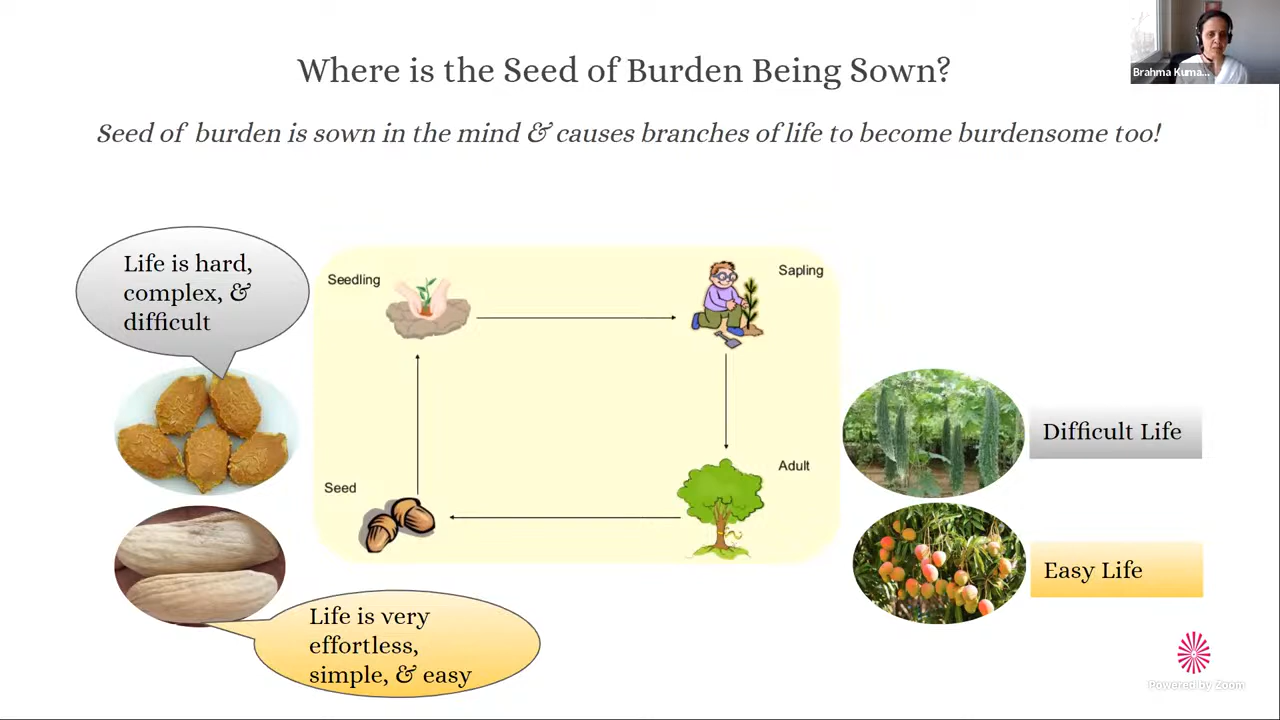 Brahma Kuma...
Where is the Seed of Burden Being Sown?
Seed of burden is sown in the mind & causes branches of life to become burdensome too!
Life is hard,
complex, &
difficult
Seedling
Sapling
Seed
Adult
Difficult Life
Easy Life
Life is very
effortless,
simple, & easy
Powered by Zoom